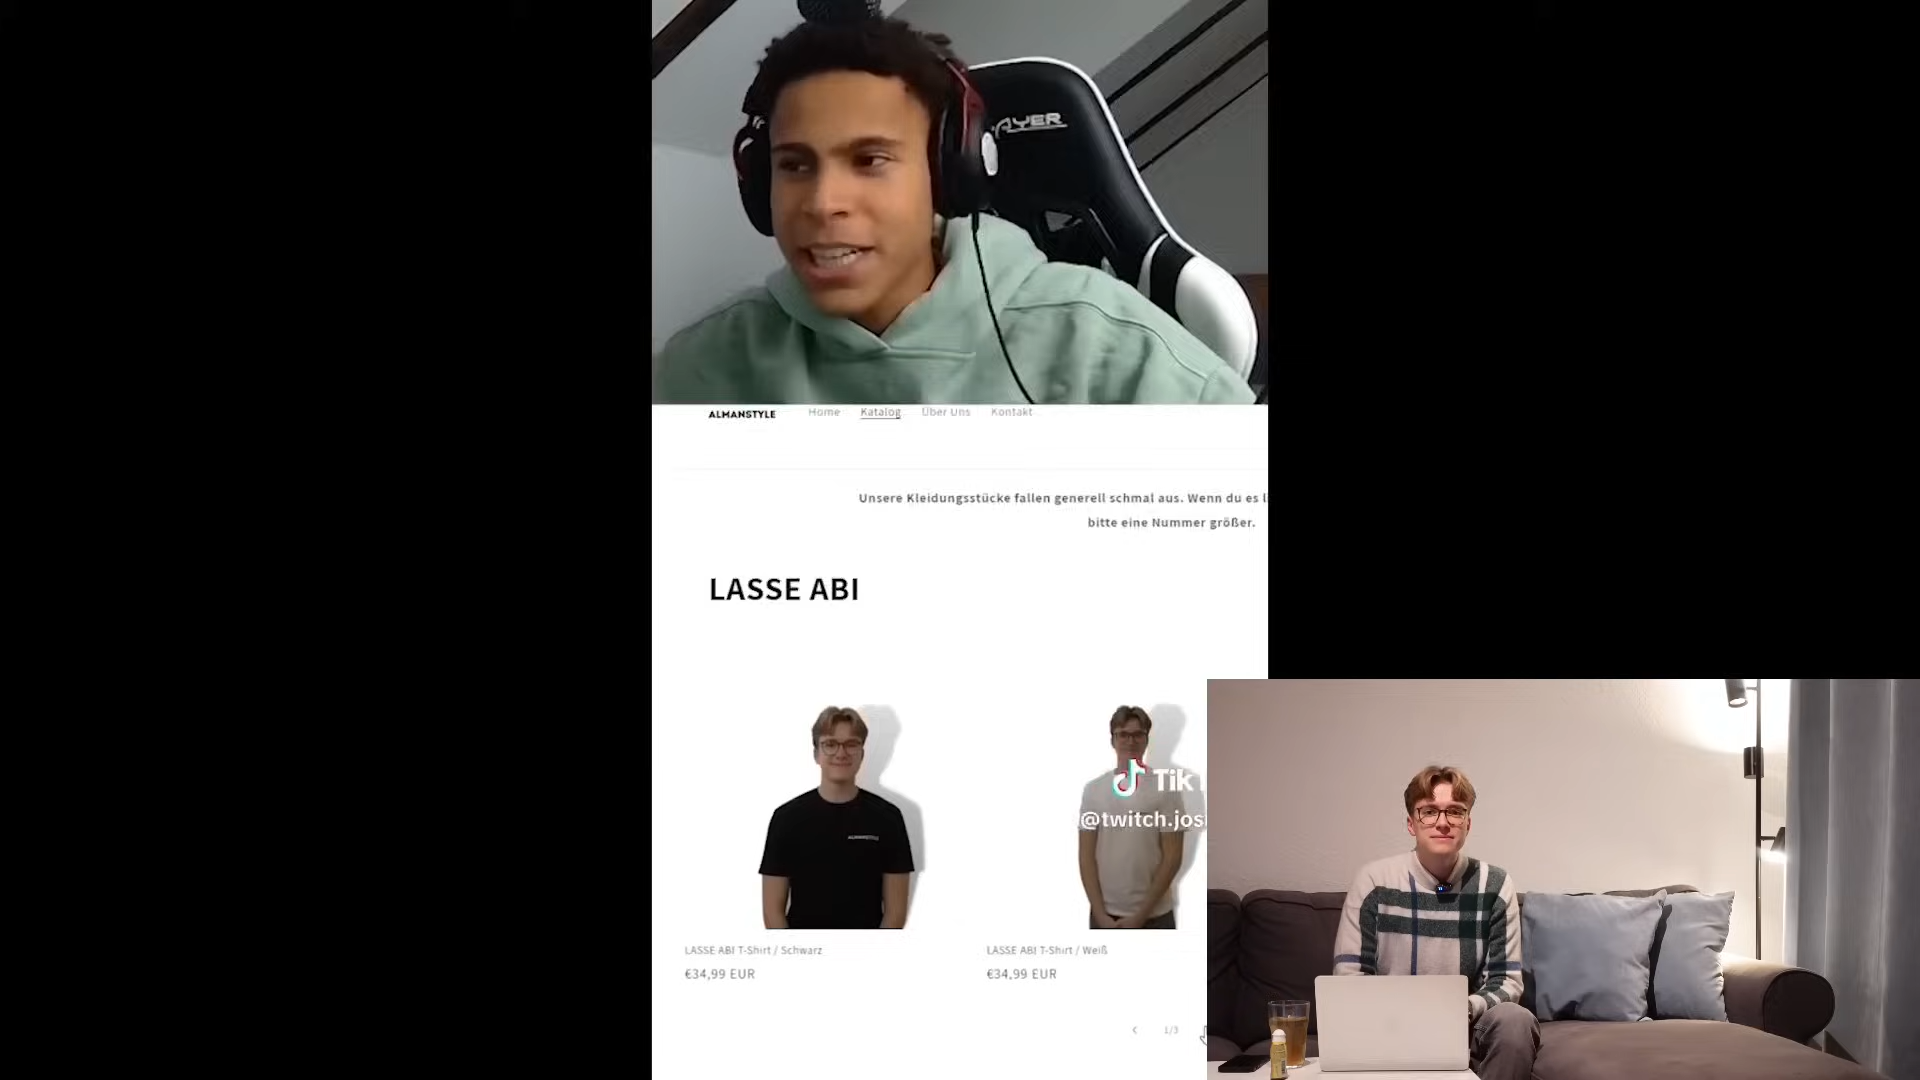 AYER
ALMANSTYLE Home Katalog Über Uns Kontakt
Unsere Kleidungsstücke fallen generell schmal aus. Wenn du es
bitte eine Nummer größer.
LASSE ABI
ALMANSTYLE
Tik
@twitch.jos
LASSE ABI T-Shirt / Schwarz
LASSE ABI T-Shirt / Weiß
€34,99 EUR
€34,99 EUR
1/3